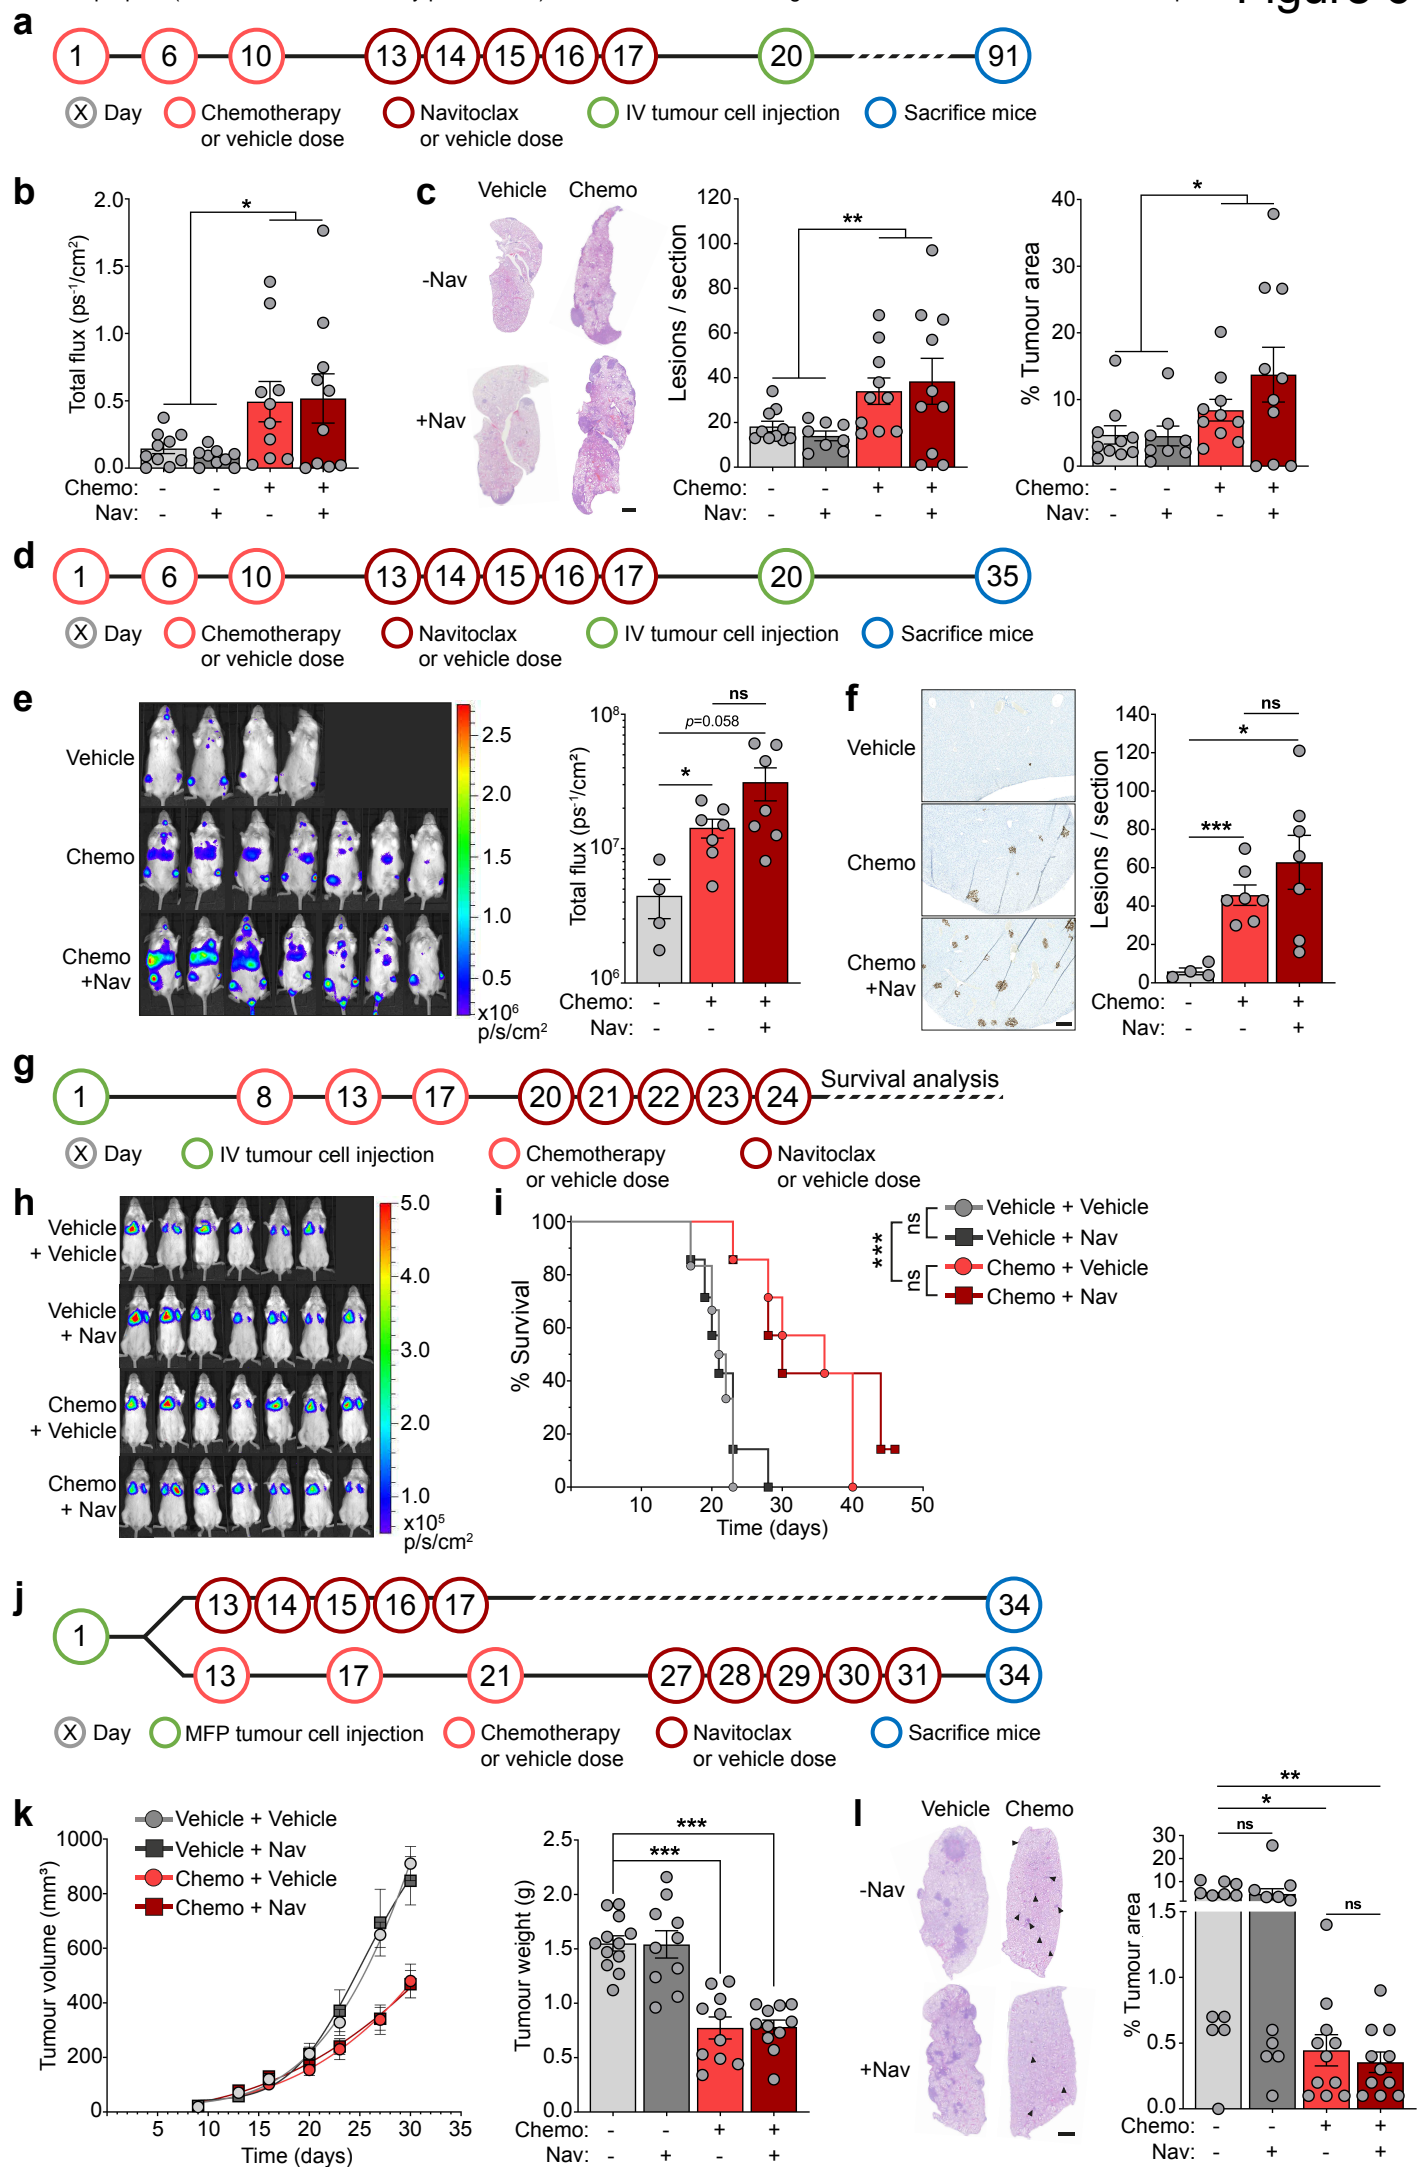 a
1 6 10 13 14 15 16 17 20 91
X Day Chemotherapy or vehicle dose Navitoclax or vehicle dose IV tumour cell injection Sacrifice mice
b
Total flux (ps⁻¹/cm²)
2.0
1.5
1.0
0.5
0.0
*
Chemo: - - + +
Nav: - + - +
c
Vehicle Chemo
-Nav
+Nav
Lesions / section
120
100
80
60
40
20
0
**
Chemo: - - + +
Nav: - + - +
% Tumour area
40
30
20
10
0
*
Chemo: - - + +
Nav: - + - +
d
1 6 10 13 14 15 16 17 20 35
X Day Chemotherapy or vehicle dose Navitoclax or vehicle dose IV tumour cell injection Sacrifice mice
e
Vehicle
Chemo
Chemo
+Nav
2.5
2.0
1.5
1.0
0.5
x10⁶
p/s/cm²
Total flux (ps⁻¹/cm²)
10⁸
10⁷
10⁶
ns
p=0.058
*
Chemo: - + +
Nav: - - +
f
Vehicle
Chemo
Chemo
+Nav
Lesions / section
140
120
100
80
60
40
20
0
ns
*
***
Chemo: - + +
Nav: - - +
g
1 8 13 17 20 21 22 23 24 Survival analysis
X Day IV tumour cell injection Chemotherapy or vehicle dose Navitoclax or vehicle dose
h
Vehicle
+ Vehicle
Vehicle
+ Nav
Chemo
+ Vehicle
Chemo
+ Nav
5.0
4.0
3.0
2.0
1.0
x10⁵
p/s/cm²
i
% Survival
100
80
60
40
20
0
10 20 30 40 50
Time (days)
Vehicle + Vehicle
Vehicle + Nav
Chemo + Vehicle
Chemo + Nav
***
ns
ns
j
1
13 14 15 16 17 34
13 17 21 27 28 29 30 31 34
X Day MFP tumour cell injection Chemotherapy or vehicle dose Navitoclax or vehicle dose Sacrifice mice
k
Vehicle + Vehicle
Vehicle + Nav
Chemo + Vehicle
Chemo + Nav
Tumour volume (mm³)
1000
800
600
400
200
0
5 10 15 20 25 30 35
Time (days)
Tumour weight (g)
2.5
2.0
1.5
1.0
0.5
0.0
***
***
Chemo: - - + +
Nav: - + - +
l
Vehicle Chemo
-Nav
+Nav
% Tumour area
30
20
10
1.5
1.0
0.5
0.0
**
*
ns
ns
Chemo: - - + +
Nav: - + - +